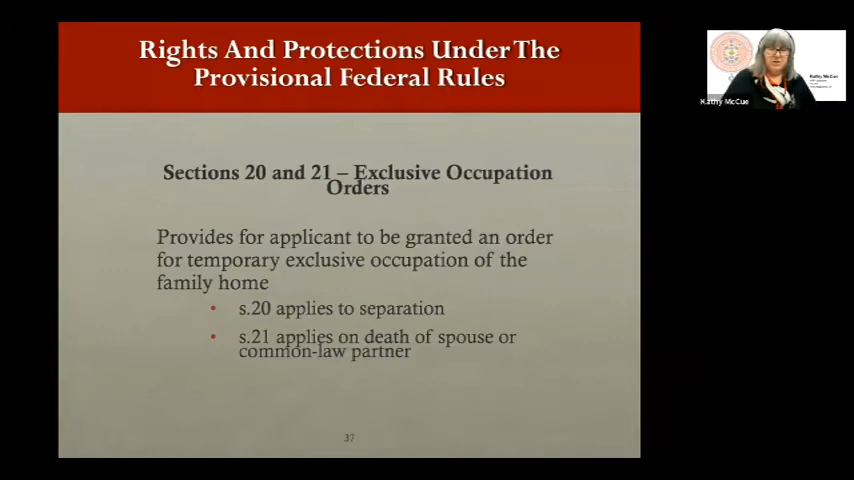 Rights And Protections Under The
Provisional Federal Rules
Sections 20 and 21 – Exclusive Occupation
Orders
Provides for applicant to be granted an order
for temporary exclusive occupation of the
family home
• s.20 applies to separation
• s.21 applies on death of spouse or
common-law partner
37
Kathy McCue
Kathy McCue